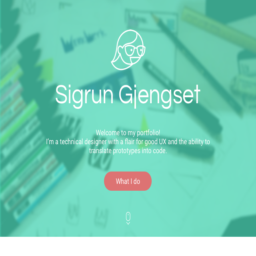 Sigrun Gjengset
Welcome to my portfolio!
I'm a technical designer with a flair for good UX and the ability to
translate prototypes into code.
What I do